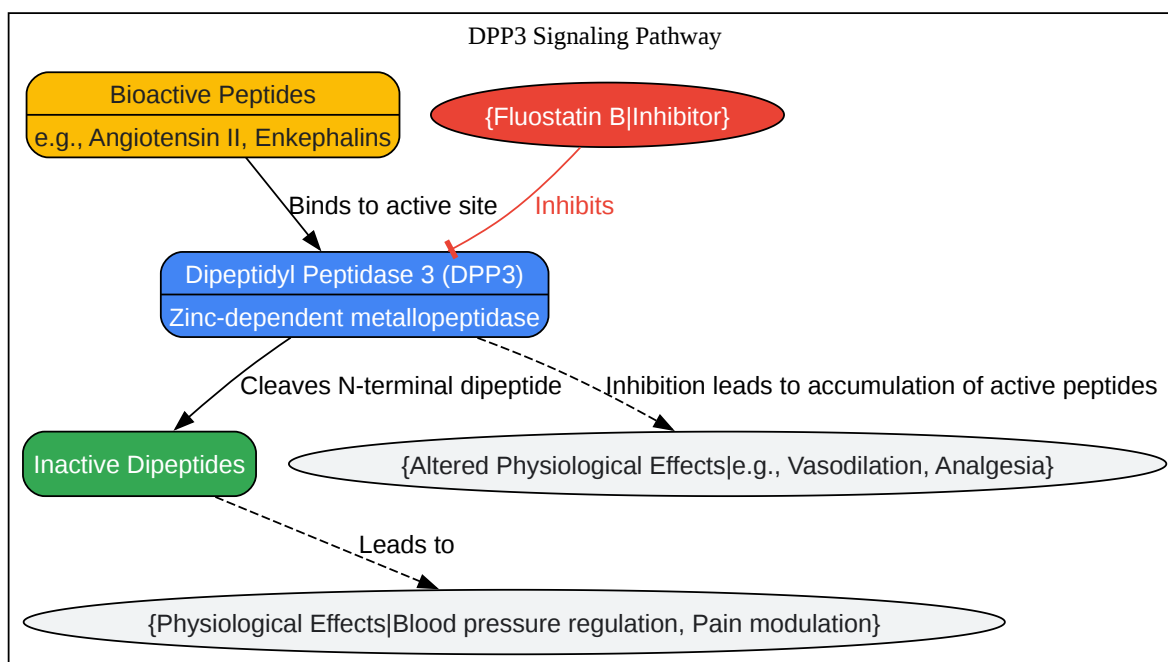 DPP3 Signaling Pathway
Bioactive Peptides
e.g., Angiotensin II, Enkephalins
{Fluostatin B|Inhibitor}
Binds to active site
Inhibits
Dipeptidyl Peptidase 3 (DPP3)
Zinc-dependent metallopeptidase
Cleaves N-terminal dipeptide
Inhibition leads to accumulation of active peptides
Inactive Dipeptides
{Altered Physiological Effects|e.g., Vasodilation, Analgesia}
Leads to
{Physiological Effects|Blood pressure regulation, Pain modulation}